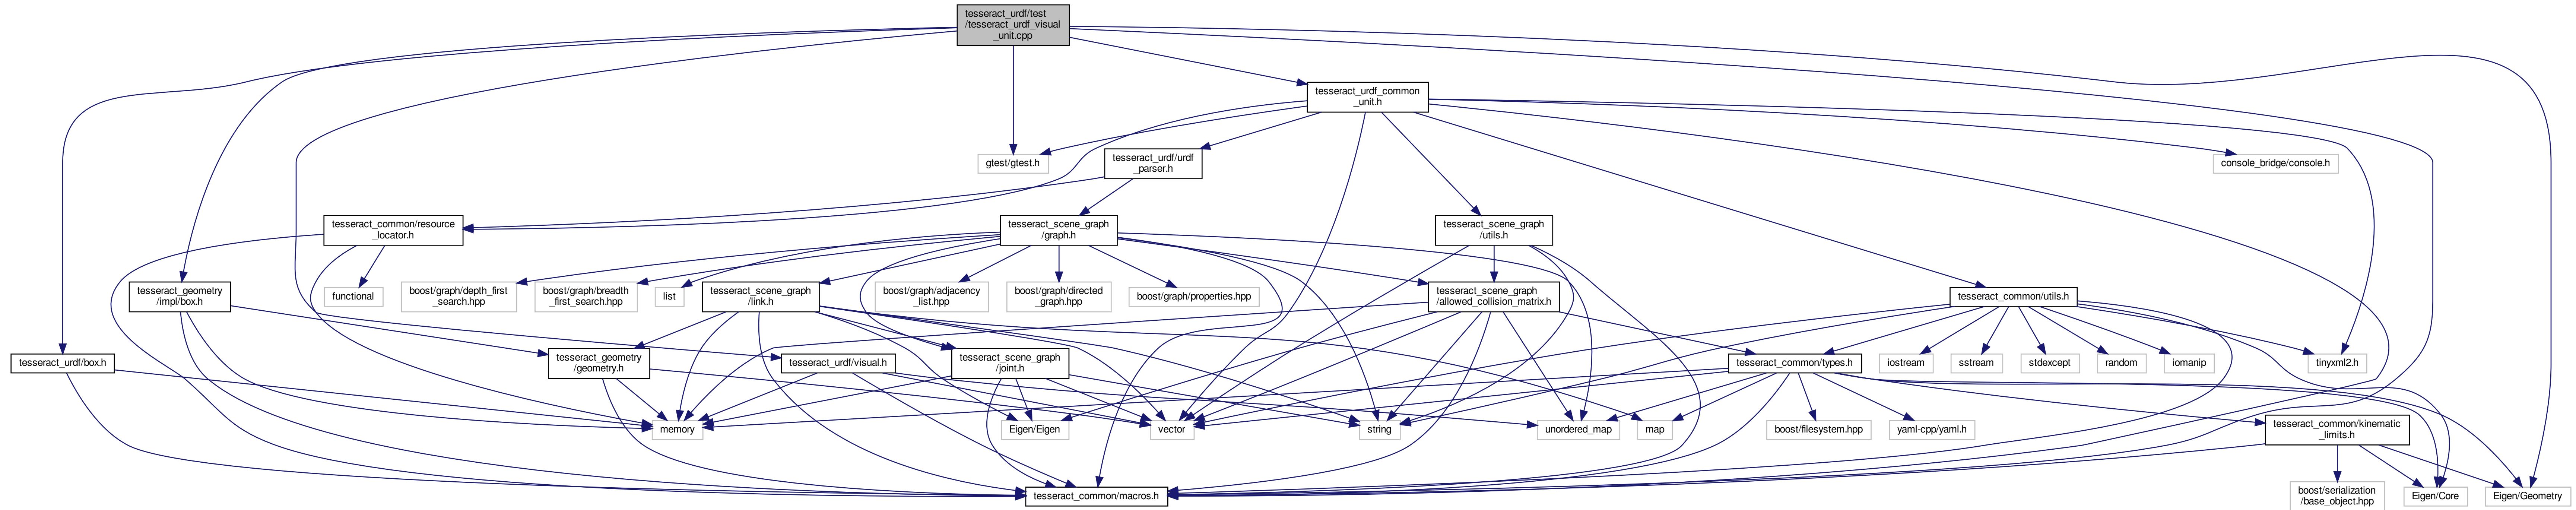 tesseract_urdf/test
/tesseract_urdf_visual
_unit.cpp
tesseract_urdf_common
_unit.h
gtest/gtest.h
tesseract_urdf/urdf
_parser.h
console_bridge/console.h
tesseract_common/resource
_locator.h
tesseract_scene_graph
/graph.h
tesseract_scene_graph
/utils.h
tesseract_geometry
/impl/box.h
functional
boost/graph/depth_first
_search.hpp
boost/graph/breadth
_first_search.hpp
list
tesseract_scene_graph
/link.h
boost/graph/adjacency
_list.hpp
boost/graph/directed
_graph.hpp
boost/graph/properties.hpp
tesseract_scene_graph
/allowed_collision_matrix.h
tesseract_common/utils.h
tesseract_urdf/box.h
tesseract_geometry
/geometry.h
tesseract_urdf/visual.h
tesseract_scene_graph
/joint.h
tesseract_common/types.h
iostream
sstream
stdexcept
random
iomanip
tinyxml2.h
memory
Eigen/Eigen
vector
string
unordered_map
map
boost/filesystem.hpp
yaml-cpp/yaml.h
tesseract_common/kinematic
_limits.h
tesseract_common/macros.h
boost/serialization
/base_object.hpp
Eigen/Core
Eigen/Geometry